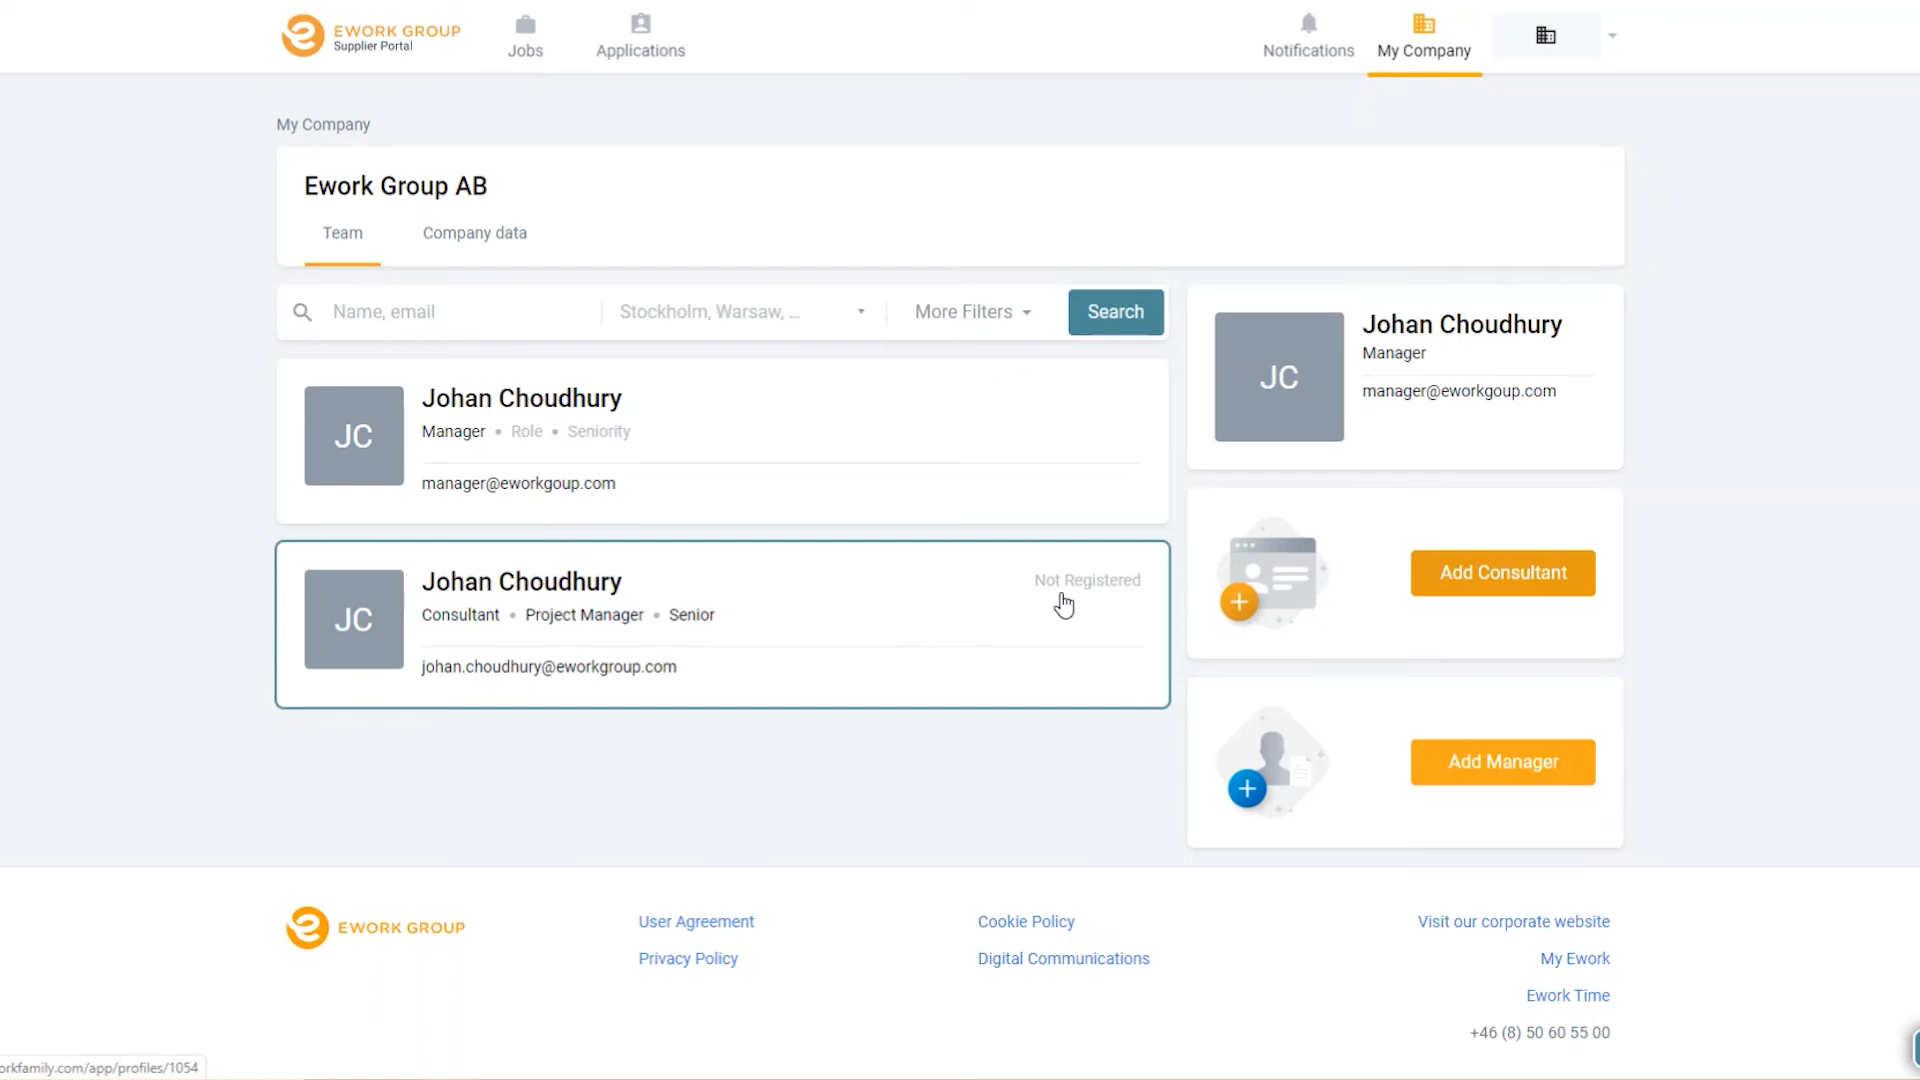 EWORK GROUP
Supplier Portal
Jobs
Applications
Notifications
My Company
My Company
Ework Group AB
Team
Company data
Name, email
Stockholm, Warsaw, ...
More Filters
Search
Johan Choudhury
Manager • Role • Seniority
manager@eworkgoup.com
JC
Johan Choudhury
Not Registered
Consultant • Project Manager • Senior
johan.choudhury@eworkgroup.com
JC
JC
Johan Choudhury
Manager
manager@eworkgoup.com
Add Consultant
Add Manager
EWORK GROUP
User Agreement
Privacy Policy
Cookie Policy
Digital Communications
Visit our corporate website
My Ework
Ework Time
+46 (8) 50 60 55 00
orkfamily.com/app/profiles/1054